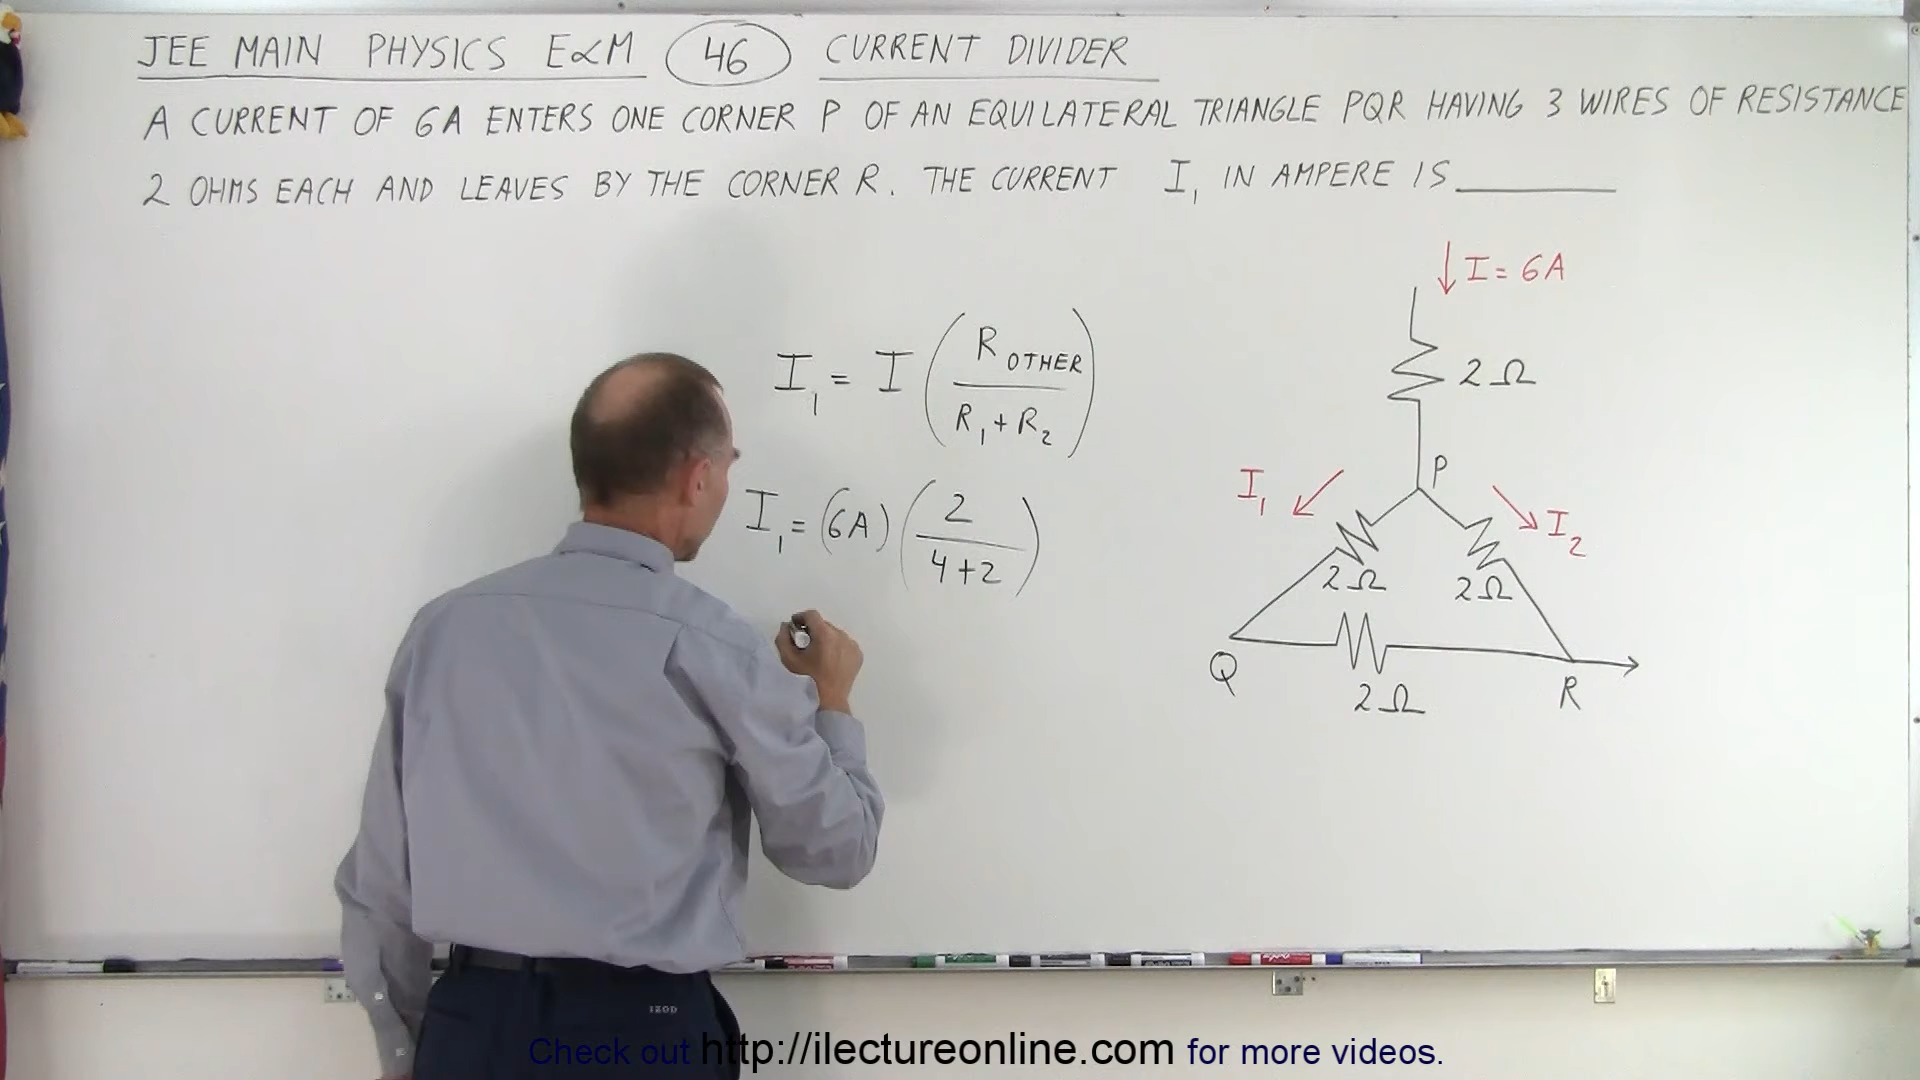 JEE MAIN PHYSICS E∝M 46 CURRENT DIVIDER
A CURRENT OF 6A ENTERS ONE CORNER P OF AN EQUILATERAL TRIANGLE PQR HAVING 3 WIRES OF RESISTANCE
2 OHMS EACH AND LEAVES BY THE CORNER R. THE CURRENT I₁ IN AMPERE IS ________
I₁ = I (R OTHER / R₁ + R₂)
I₁ = (6A) (2 / 4+2)
I = 6A
2Ω
P
I₁
I₂
2Ω
2Ω
Q
2Ω
R
IZOD
Check out http://ilectureonline.com for more videos.